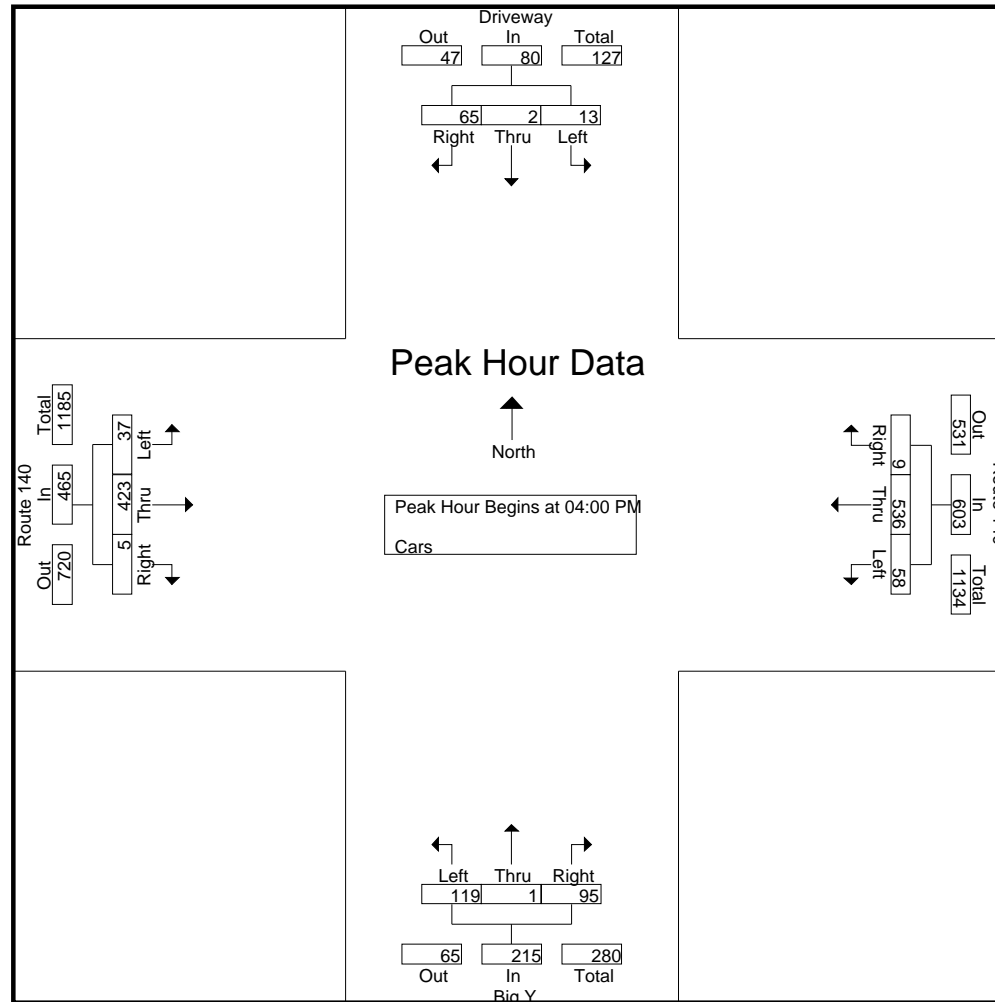 Driveway
Out In Total
47 80 127
65 2 13
Right Thru Left
Peak Hour Data
North
Peak Hour Begins at 04:00 PM
Cars
Route 140
Total In Out
1185 465 720
37 423 5
Left Thru Right
Out In Total
531 603 1134
9 536 58
Right Thru Left
Left Thru Right
119 1 95
65 215 280
Out In Total
Big Y